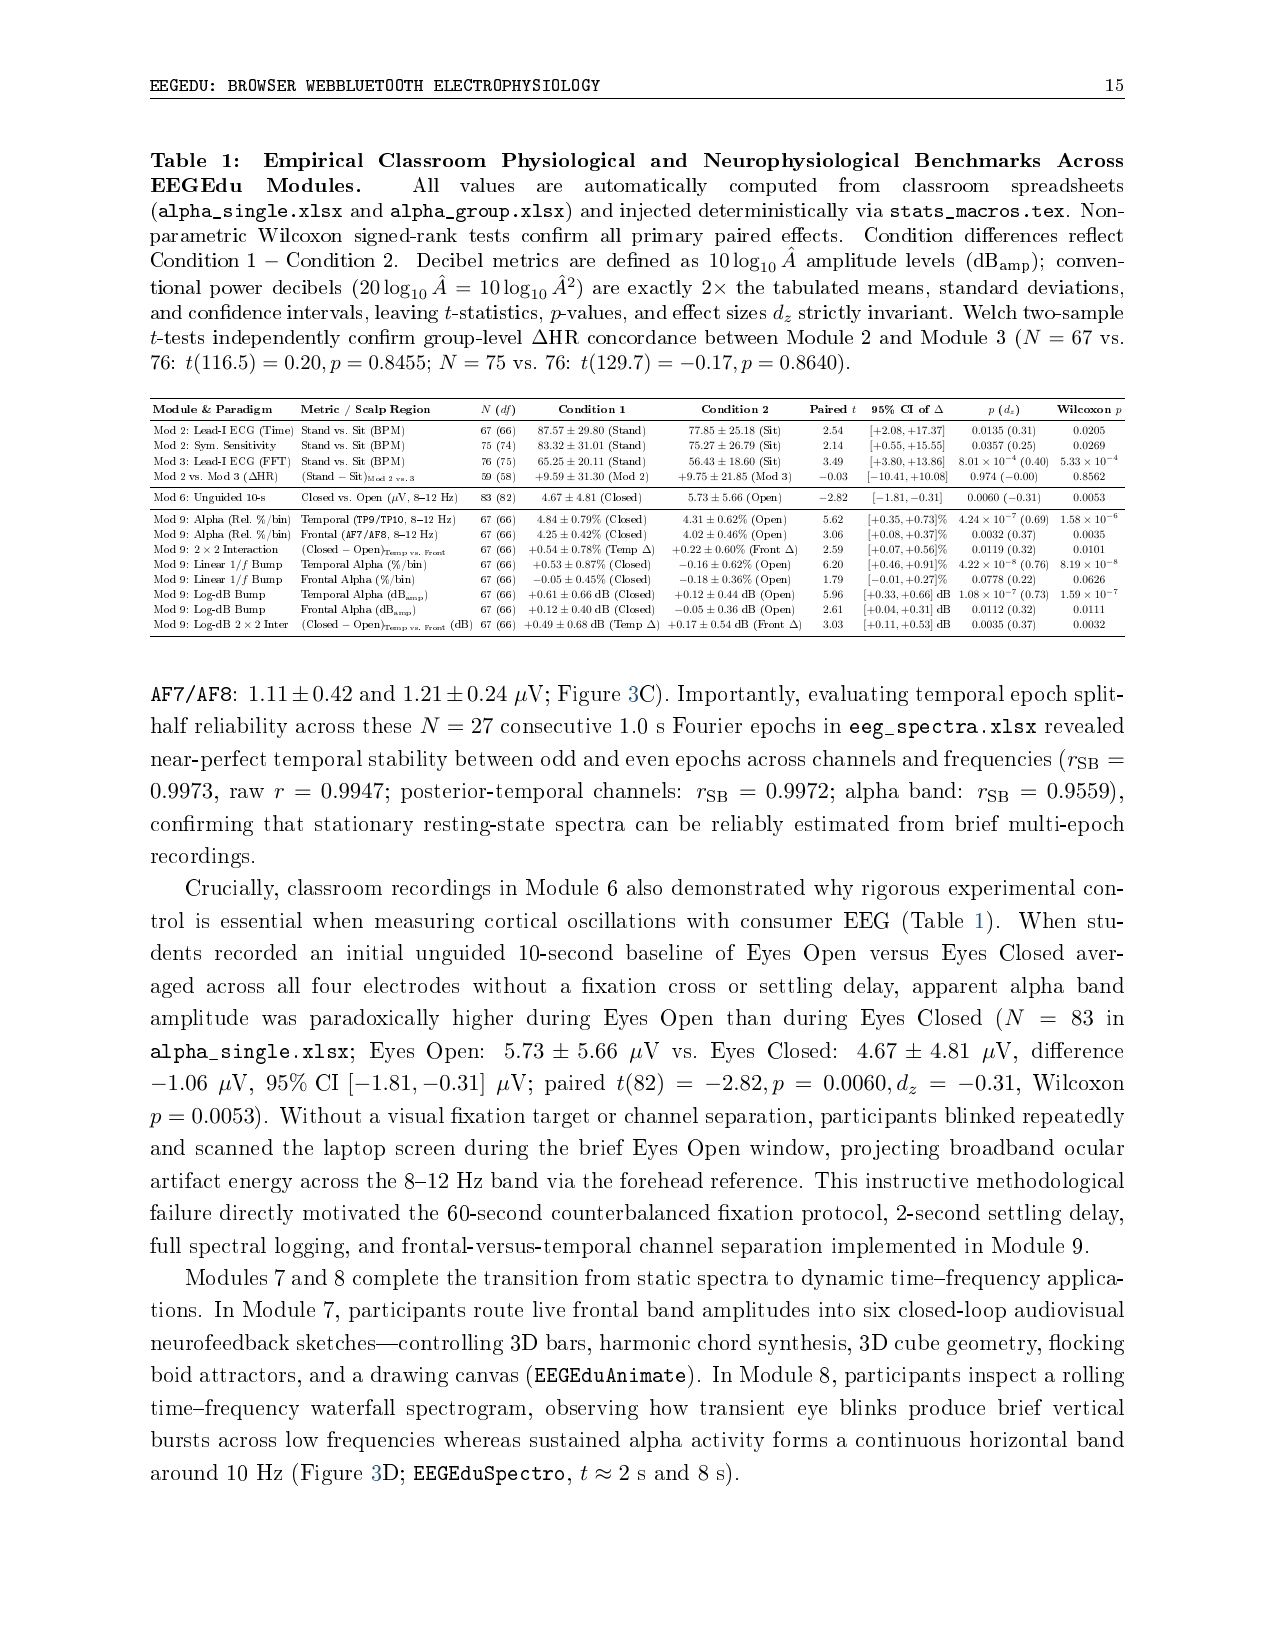 EEGEDU: BROWSER WEBBLUETOOTH ELECTROPHYSIOLOGY 15
Table 1: Empirical Classroom Physiological and Neurophysiological Benchmarks Across
EEGEdu Modules. All values are automatically computed from classroom spreadsheets
(alpha_single.xlsx and alpha_group.xlsx) and injected deterministically via stats_macros.tex. Non-
parametric Wilcoxon signed-rank tests confirm all primary paired effects. Condition differences reflect
Condition 1 − Condition 2. Decibel metrics are defined as 10 log₁₀ Â amplitude levels (dB_amp); conven-
tional power decibels (20 log₁₀ Â = 10 log₁₀ Â²) are exactly 2× the tabulated means, standard deviations,
and confidence intervals, leaving t-statistics, p-values, and effect sizes d_z strictly invariant. Welch two-sample
t-tests independently confirm group-level ΔHR concordance between Module 2 and Module 3 (N = 67 vs.
76: t(116.5) = 0.20, p = 0.8455; N = 75 vs. 76: t(129.7) = −0.17, p = 0.8640).
Module & Paradigm Metric / Scalp Region N (df) Condition 1 Condition 2 Paired t 95% CI of Δ p (d_z) Wilcoxon p
Mod 2: Lead-I ECG (Time) Stand vs. Sit (BPM) 67 (66) 87.57 ± 29.80 (Stand) 77.85 ± 25.18 (Sit) 2.54 [+2.08, +17.37] 0.0135 (0.31) 0.0205
Mod 2: Sym. Sensitivity Stand vs. Sit (BPM) 75 (74) 83.32 ± 31.01 (Stand) 75.27 ± 26.79 (Sit) 2.14 [+0.55, +15.55] 0.0357 (0.25) 0.0269
Mod 3: Lead-I ECG (FFT) Stand vs. Sit (BPM) 76 (75) 65.25 ± 20.11 (Stand) 56.43 ± 18.60 (Sit) 3.49 [+3.80, +13.86] 8.01 × 10⁻⁴ (0.40) 5.33 × 10⁻⁴
Mod 2 vs. Mod 3 (ΔHR) (Stand − Sit)_Mod 2 vs. 3 59 (58) +9.59 ± 31.30 (Mod 2) +9.75 ± 21.85 (Mod 3) −0.03 [−10.41, +10.08] 0.974 (−0.00) 0.8562
Mod 6: Unguided 10-s Closed vs. Open (μV, 8–12 Hz) 83 (82) 4.67 ± 4.81 (Closed) 5.73 ± 5.66 (Open) −2.82 [−1.81, −0.31] 0.0060 (−0.31) 0.0053
Mod 9: Alpha (Rel. %/bin) Temporal (TP9/TP10, 8–12 Hz) 67 (66) 4.84 ± 0.79% (Closed) 4.31 ± 0.62% (Open) 5.62 [+0.35, +0.73]% 4.24 × 10⁻⁷ (0.69) 1.58 × 10⁻⁶
Mod 9: Alpha (Rel. %/bin) Frontal (AF7/AF8, 8–12 Hz) 67 (66) 4.25 ± 0.42% (Closed) 4.02 ± 0.46% (Open) 3.06 [+0.08, +0.37]% 0.0032 (0.37) 0.0035
Mod 9: 2 × 2 Interaction (Closed − Open)_Temp vs. Front 67 (66) +0.54 ± 0.78% (Temp Δ) +0.22 ± 0.60% (Front Δ) 2.59 [+0.07, +0.56]% 0.0119 (0.32) 0.0101
Mod 9: Linear 1/f Bump Temporal Alpha (%/bin) 67 (66) +0.53 ± 0.87% (Closed) −0.16 ± 0.62% (Open) 6.20 [+0.46, +0.91]% 4.22 × 10⁻⁸ (0.76) 8.19 × 10⁻⁸
Mod 9: Linear 1/f Bump Frontal Alpha (%/bin) 67 (66) −0.05 ± 0.45% (Closed) −0.18 ± 0.36% (Open) 1.79 [−0.01, +0.27]% 0.0778 (0.22) 0.0626
Mod 9: Log-dB Bump Temporal Alpha (dB_amp) 67 (66) +0.61 ± 0.66 dB (Closed) +0.12 ± 0.44 dB (Open) 5.96 [+0.33, +0.66] dB 1.08 × 10⁻⁷ (0.73) 1.59 × 10⁻⁷
Mod 9: Log-dB Bump Frontal Alpha (dB_amp) 67 (66) +0.12 ± 0.40 dB (Closed) −0.05 ± 0.36 dB (Open) 2.61 [+0.04, +0.31] dB 0.0112 (0.32) 0.0111
Mod 9: Log-dB 2 × 2 Inter (Closed − Open)_Temp vs. Front (dB) 67 (66) +0.49 ± 0.68 dB (Temp Δ) +0.17 ± 0.54 dB (Front Δ) 3.03 [+0.11, +0.53] dB 0.0035 (0.37) 0.0032
AF7/AF8: 1.11 ± 0.42 and 1.21 ± 0.24 μV; Figure 3C). Importantly, evaluating temporal epoch split-
half reliability across these N = 27 consecutive 1.0 s Fourier epochs in eeg_spectra.xlsx revealed
near-perfect temporal stability between odd and even epochs across channels and frequencies (r_SB =
0.9973, raw r = 0.9947; posterior-temporal channels: r_SB = 0.9972; alpha band: r_SB = 0.9559),
confirming that stationary resting-state spectra can be reliably estimated from brief multi-epoch
recordings.
Crucially, classroom recordings in Module 6 also demonstrated why rigorous experimental con-
trol is essential when measuring cortical oscillations with consumer EEG (Table 1). When stu-
dents recorded an initial unguided 10-second baseline of Eyes Open versus Eyes Closed aver-
aged across all four electrodes without a fixation cross or settling delay, apparent alpha band
amplitude was paradoxically higher during Eyes Open than during Eyes Closed (N = 83 in
alpha_single.xlsx; Eyes Open: 5.73 ± 5.66 μV vs. Eyes Closed: 4.67 ± 4.81 μV, difference
−1.06 μV, 95% CI [−1.81, −0.31] μV; paired t(82) = −2.82, p = 0.0060, d_z = −0.31, Wilcoxon
p = 0.0053). Without a visual fixation target or channel separation, participants blinked repeatedly
and scanned the laptop screen during the brief Eyes Open window, projecting broadband ocular
artifact energy across the 8–12 Hz band via the forehead reference. This instructive methodological
failure directly motivated the 60-second counterbalanced fixation protocol, 2-second settling delay,
full spectral logging, and frontal-versus-temporal channel separation implemented in Module 9.
Modules 7 and 8 complete the transition from static spectra to dynamic time–frequency applica-
tions. In Module 7, participants route live frontal band amplitudes into six closed-loop audiovisual
neurofeedback sketches—controlling 3D bars, harmonic chord synthesis, 3D cube geometry, flocking
boid attractors, and a drawing canvas (EEGEduAnimate). In Module 8, participants inspect a rolling
time–frequency waterfall spectrogram, observing how transient eye blinks produce brief vertical
bursts across low frequencies whereas sustained alpha activity forms a continuous horizontal band
around 10 Hz (Figure 3D; EEGEduSpectro, t ≈ 2 s and 8 s).